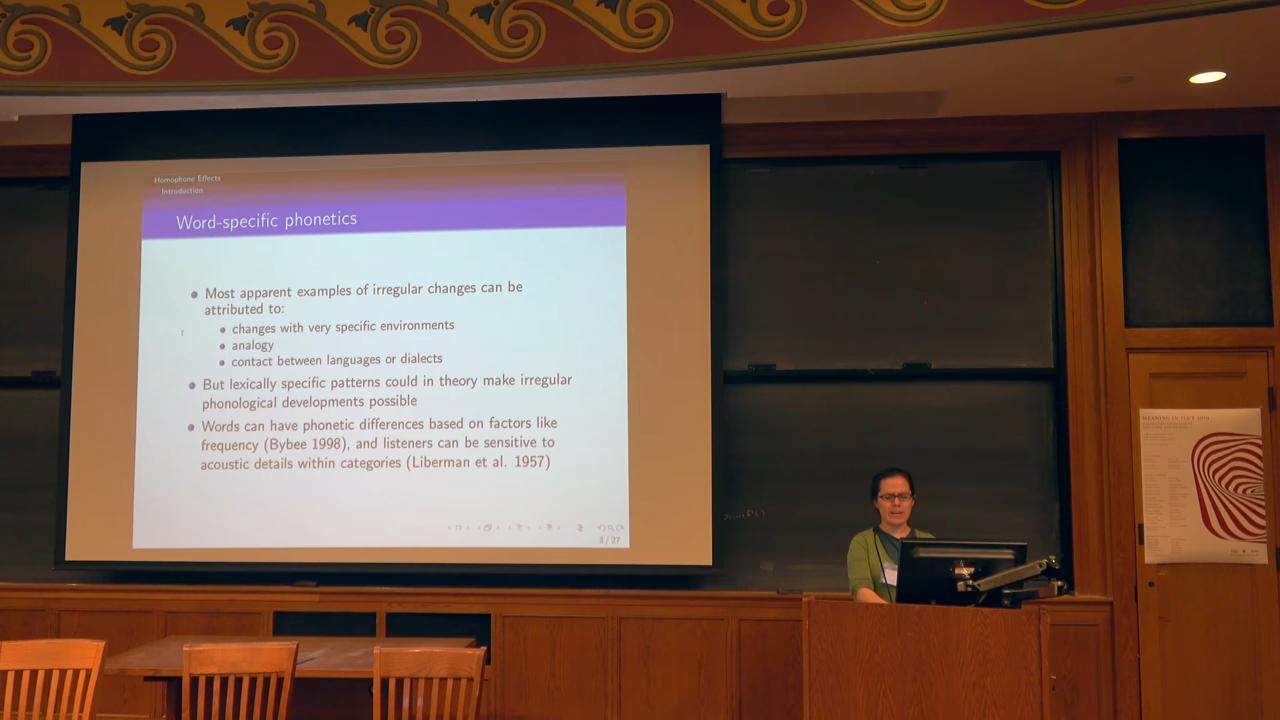 Homophone Effects
Introduction
Word-specific phonetics
Most apparent examples of irregular changes can be
attributed to:
changes with very specific environments
analogy
contact between languages or dialects
But lexically specific patterns could in theory make irregular
phonological developments possible
Words can have phonetic differences based on factors like
frequency (Bybee 1998), and listeners can be sensitive to
acoustic details within categories (Liberman et al. 1957)
3 / 27
MEANING IN FLUX 2019